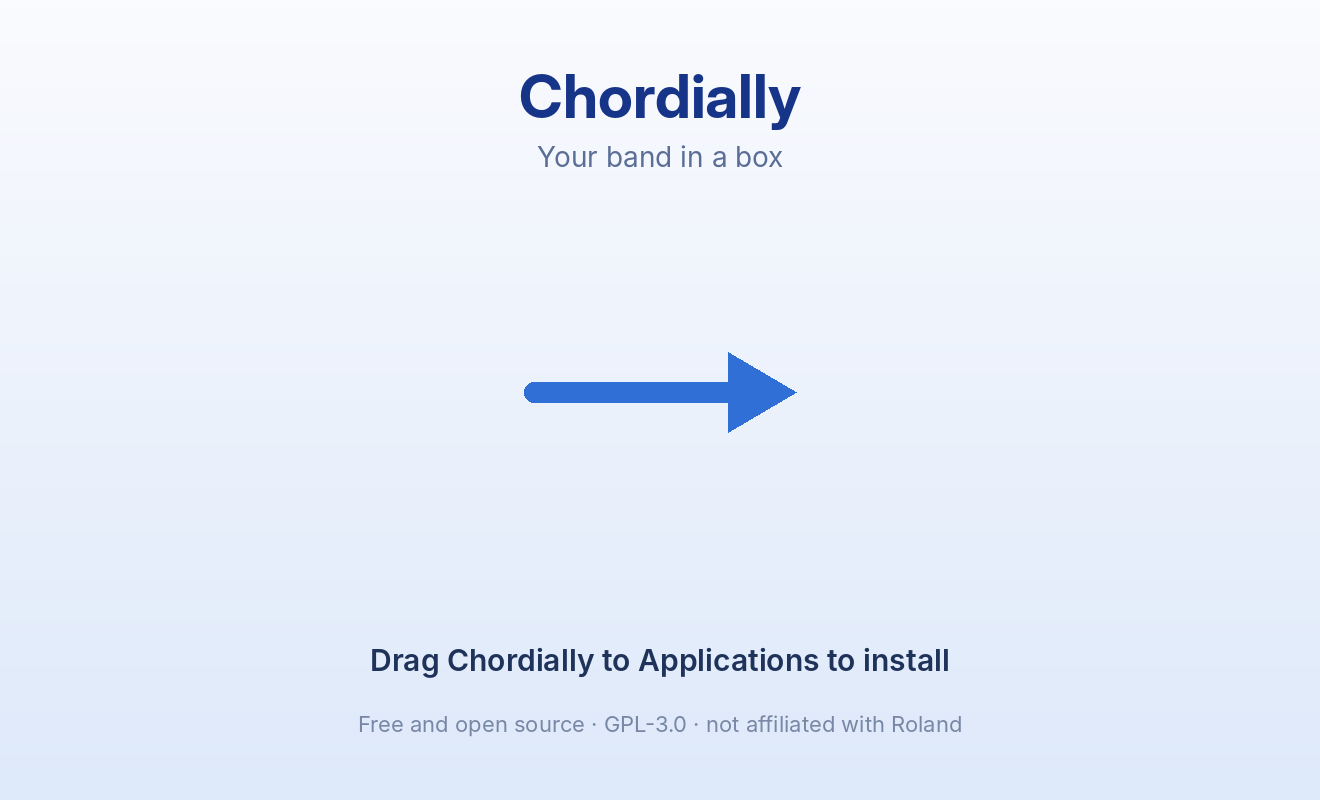 Chordially
Your band in a box
Drag Chordially to Applications to install
Free and open source · GPL-3.0 · not affiliated with Roland